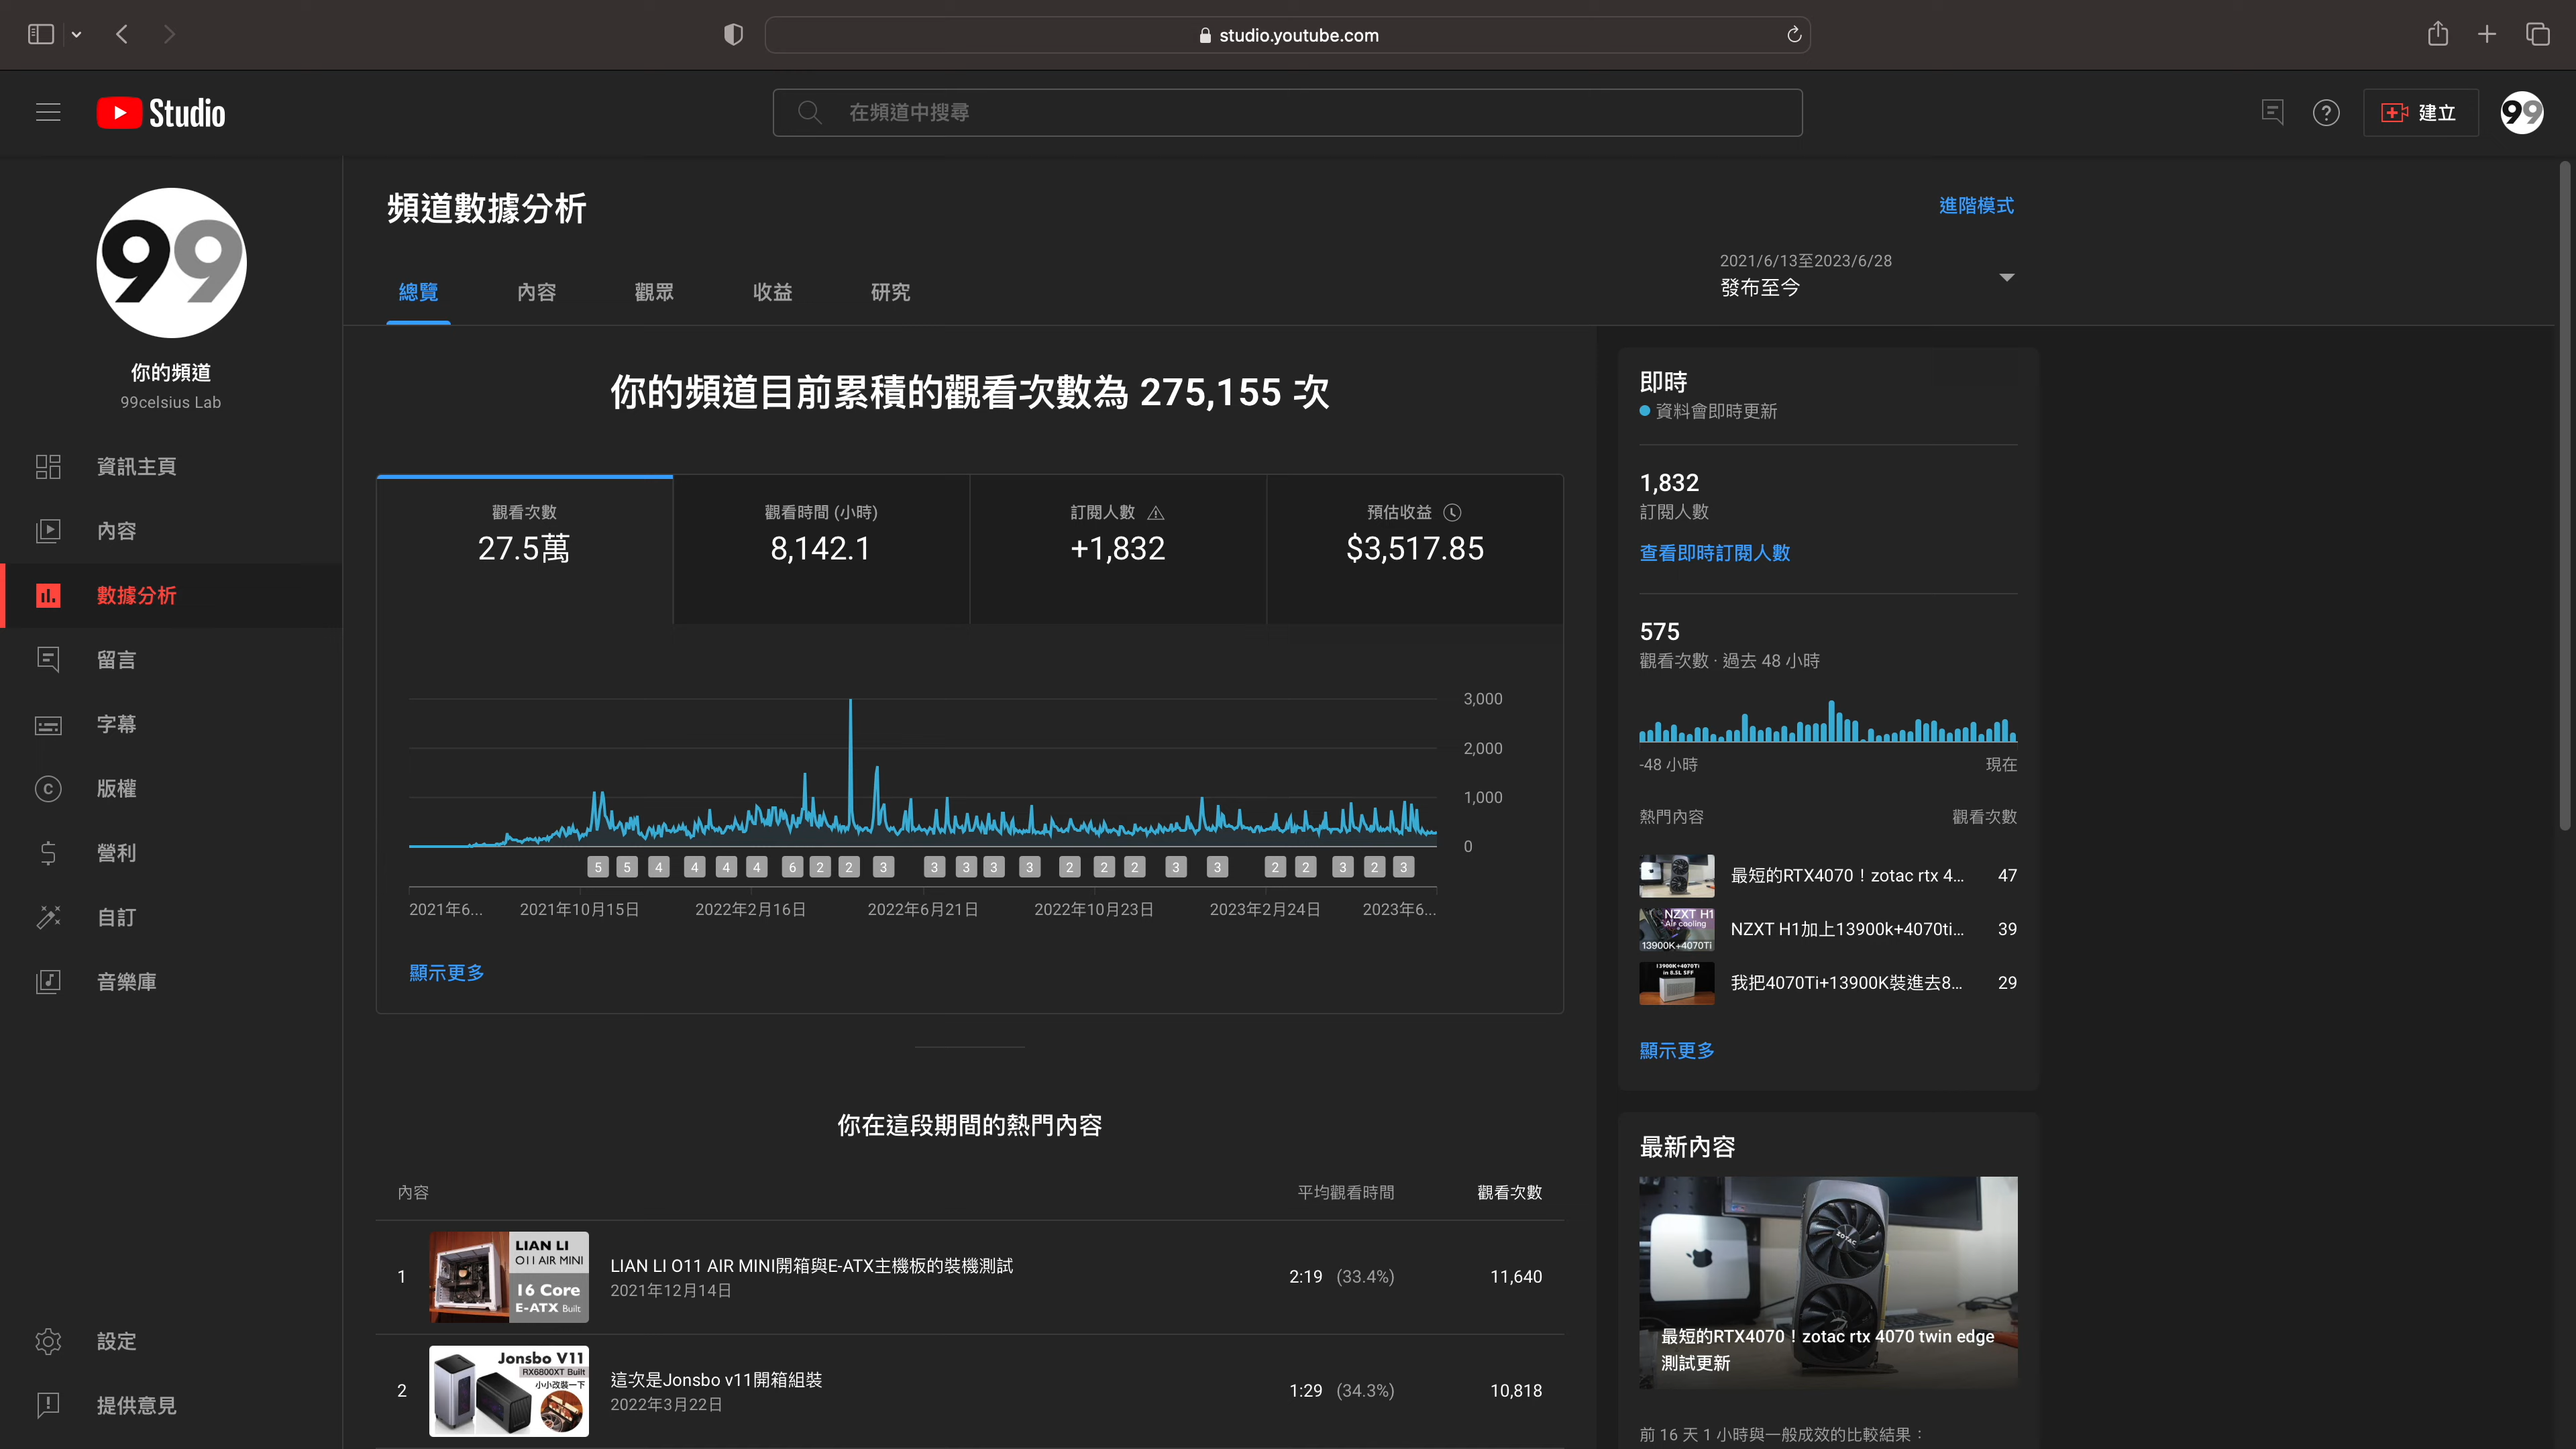 studio.youtube.com
Studio
在頻道中搜尋
建立
99
99
你的頻道
99celsius Lab
資訊主頁
內容
數據分析
留言
字幕
版權
營利
自訂
音樂庫
設定
提供意見
頻道數據分析
進階模式
總覽
內容
觀眾
收益
研究
2021/6/13至2023/6/28
發布至今
你的頻道目前累積的觀看次數為 275,155 次
觀看次數
27.5萬
觀看時間 (小時)
8,142.1
訂閱人數
+1,832
預估收益
$3,517.85
3,000
2,000
1,000
0
5 5 4 4 4 4 6 2 2 3 3 3 3 3 2 2 2 3 3 2 2 3 2 3
2021年6... 2021年10月15日 2022年2月16日 2022年6月21日 2022年10月23日 2023年2月24日 2023年6...
顯示更多
你在這段期間的熱門內容
內容 平均觀看時間 觀看次數
1
LIAN LI
O11 AIR MINI
16 Core
E-ATX Built
LIAN LI O11 AIR MINI開箱與E-ATX主機板的裝機測試
2021年12月14日
2:19 (33.4%) 11,640
2
Jonsbo V11
RX6800XT Built
小小改裝一下
這次是Jonsbo v11開箱組裝
2022年3月22日
1:29 (34.3%) 10,818
即時
資料會即時更新
1,832
訂閱人數
查看即時訂閱人數
575
觀看次數 · 過去 48 小時
-48 小時 現在
熱門內容 觀看次數
最短的RTX4070！zotac rtx 4... 47
NZXT H1
Air cooling
13900K+4070Ti
NZXT H1加上13900k+4070ti... 39
13900K+4070Ti
in 8.5L SFF
我把4070Ti+13900K裝進去8... 29
顯示更多
最新內容
ZOTAC
最短的RTX4070！zotac rtx 4070 twin edge
測試更新
前 16 天 1 小時與一般成效的比較結果：